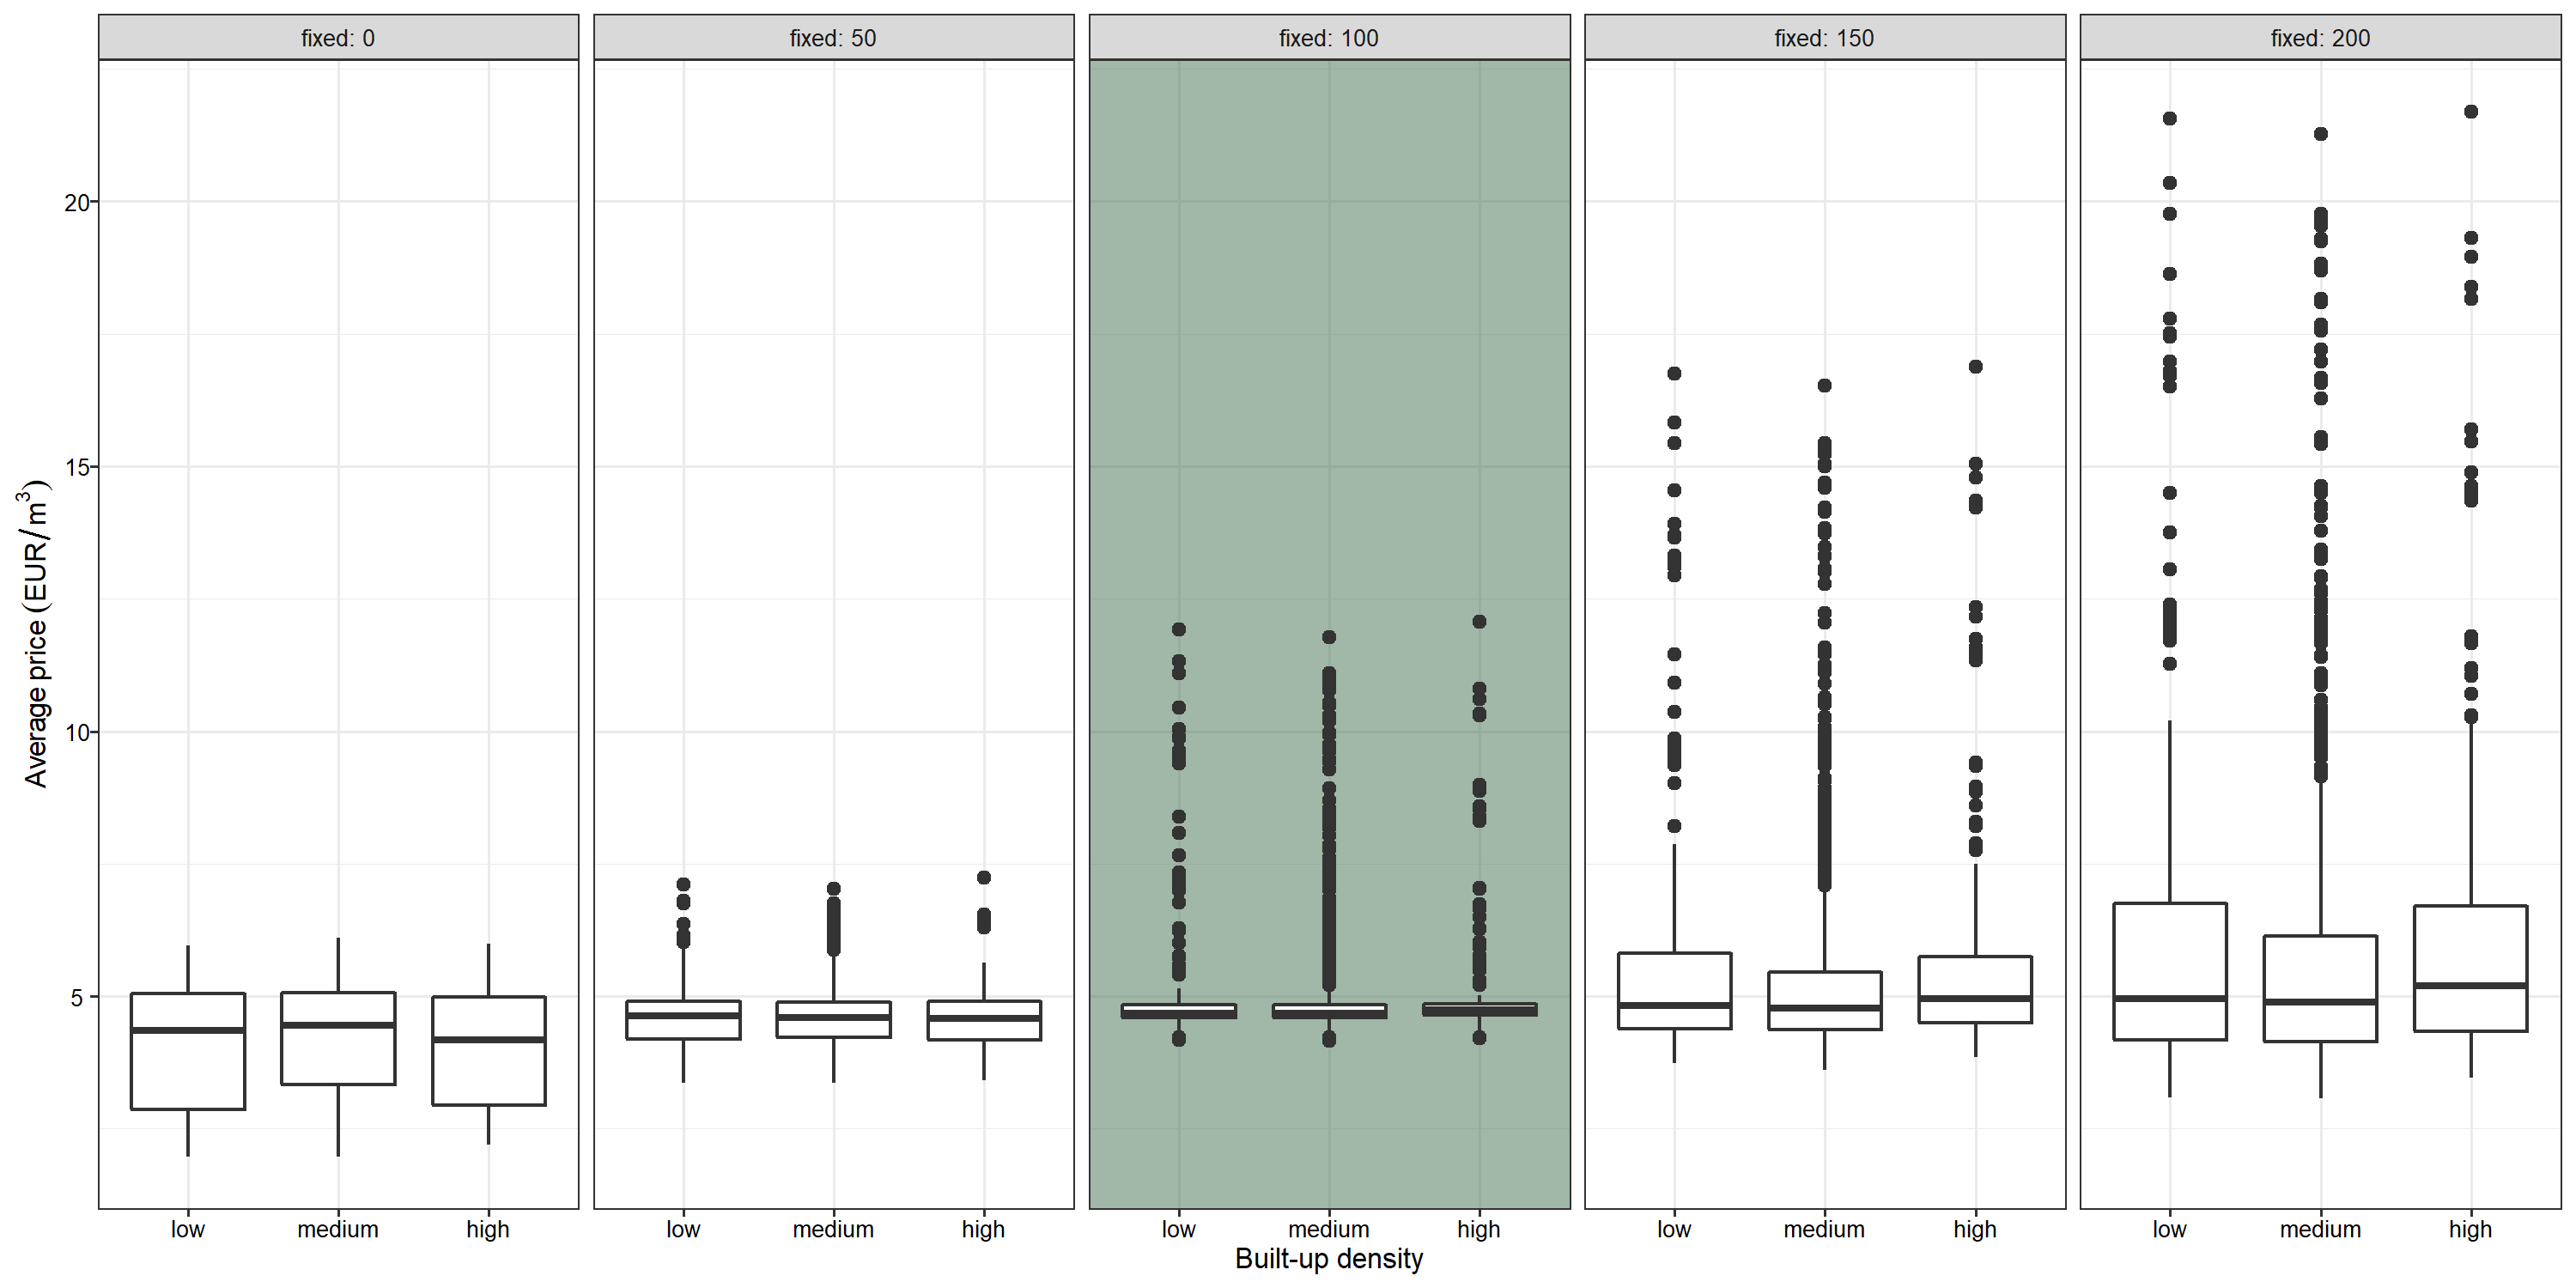 fixed: 0 fixed: 50 fixed: 100 fixed: 150 fixed: 200
Average price (EUR/m³)
20
15
10
5
low medium high low medium high low medium high low medium high low medium high
Built-up density